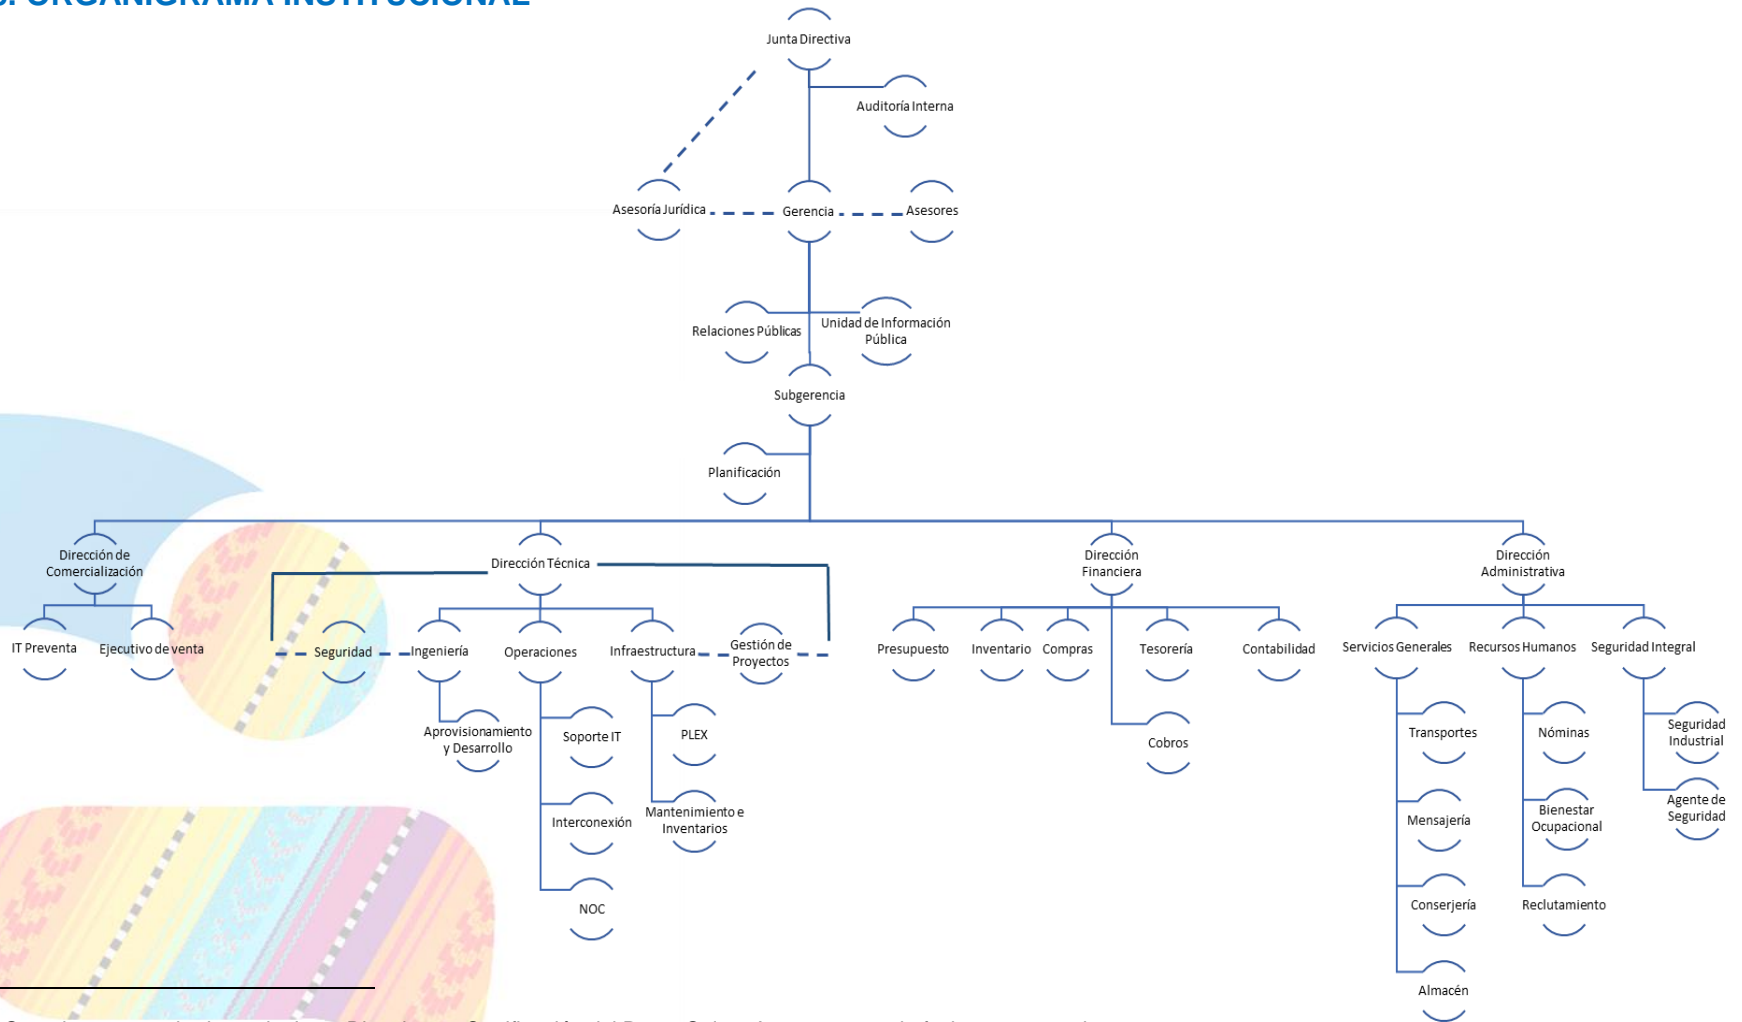 ORGANIGRAMA INSTITUCIONAL
Junta Directiva
Auditoría Interna
Asesoría Jurídica
Gerencia
Asesores
Relaciones Públicas
Unidad de Información
Pública
Subgerencia
Planificación
Dirección de
Comercialización
Dirección Técnica
Dirección
Financiera
Dirección
Administrativa
IT Preventa
Ejecutivo de venta
Seguridad
Ingeniería
Operaciones
Infraestructura
Gestión de
Proyectos
Presupuesto
Inventario
Compras
Tesorería
Contabilidad
Servicios Generales
Recursos Humanos
Seguridad Integral
Aprovisionamiento
y Desarrollo
Soporte IT
PLEX
Cobros
Transportes
Nóminas
Seguridad
Industrial
Interconexión
Mantenimiento e
Inventarios
Mensajería
Bienestar
Ocupacional
Agente de
Seguridad
NOC
Conserjería
Reclutamiento
Almacén